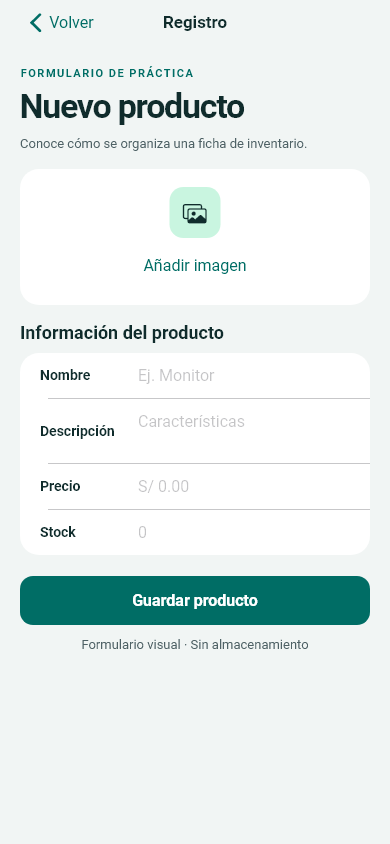 Volver
Registro
FORMULARIO DE PRÁCTICA
Nuevo producto
Conoce cómo se organiza una ficha de inventario.
Añadir imagen
Información del producto
Nombre Ej. Monitor
Descripción Características
Precio S/ 0.00
Stock 0
Guardar producto
Formulario visual · Sin almacenamiento